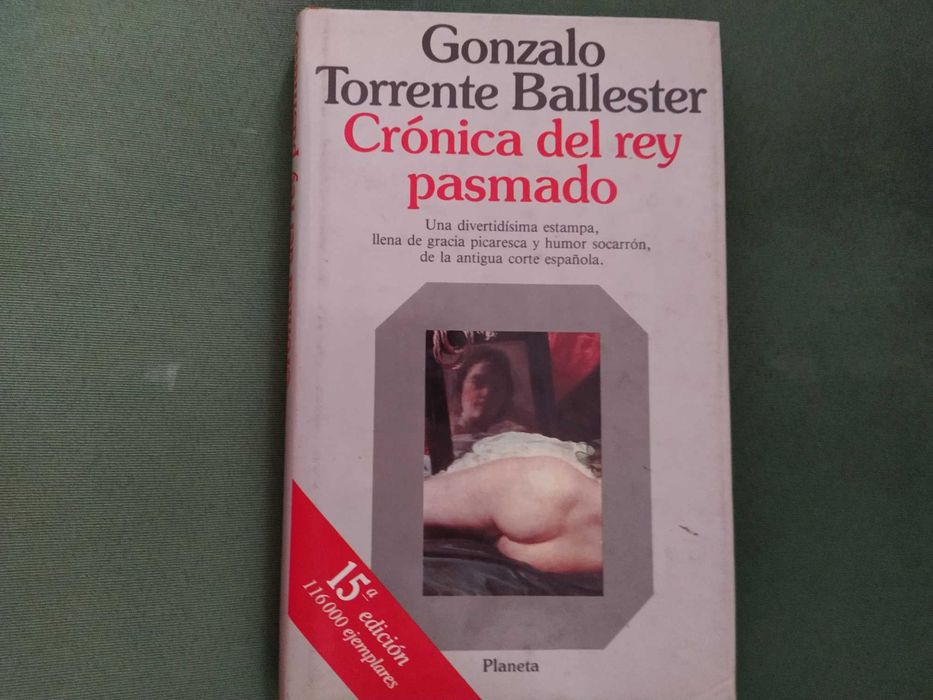 Gonzalo
Torrente Ballester
Crónica del rey
pasmado
Una divertidísima estampa,
llena de gracia picaresca y humor socarrón,
de la antigua corte española.
15ª edición
116000 ejemplares
Planeta